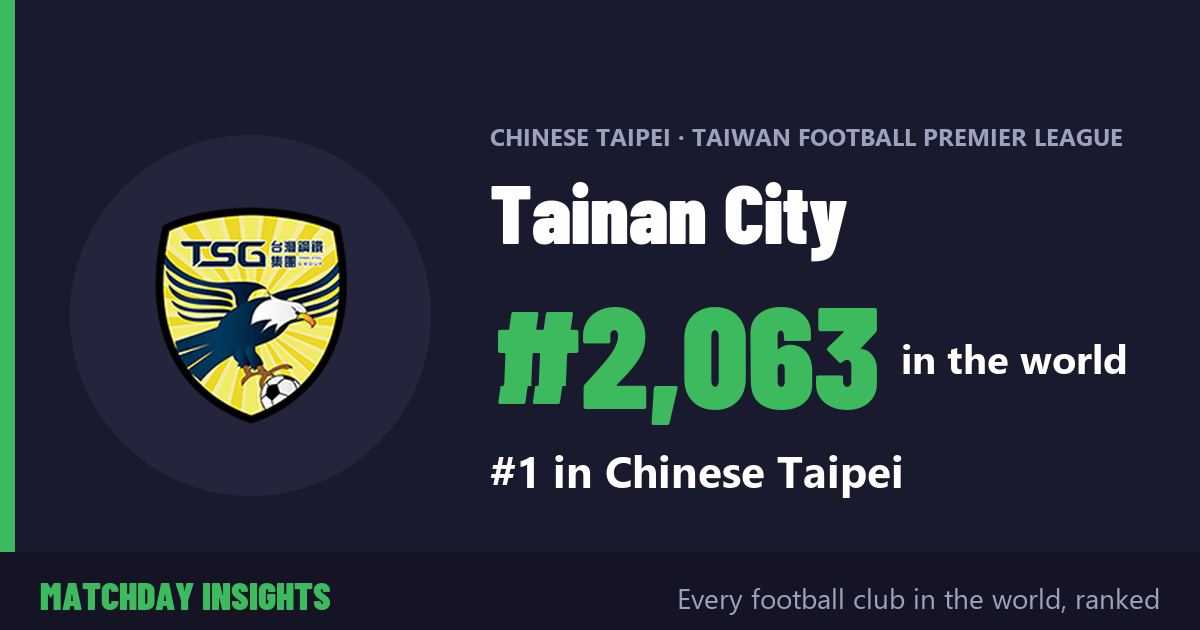 CHINESE TAIPEI · TAIWAN FOOTBALL PREMIER LEAGUE
Tainan City
TSG 台灣鋼鐵
集團
#2,063 in the world
#1 in Chinese Taipei
MATCHDAY INSIGHTS
Every football club in the world, ranked